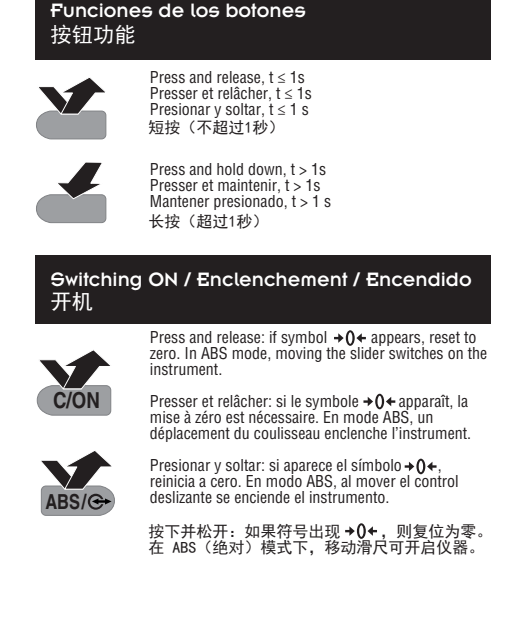 Funciones de los botones
按钮功能
Press and release, t ≤ 1s
Presser et relâcher, t ≤ 1s
Presionar y soltar, t ≤ 1 s
短按（不超过1秒）
Press and hold down, t > 1s
Presser et maintenir, t > 1s
Mantener presionado, t > 1 s
长按（超过1秒）
Switching ON / Enclenchement / Encendido
开机
C/ON
Press and release: if symbol →0← appears, reset to
zero. In ABS mode, moving the slider switches on the
instrument.
Presser et relâcher: si le symbole →0← apparaît, la
mise à zéro est nécessaire. En mode ABS, un
déplacement du coulisseau enclenche l’instrument.
ABS/
Presionar y soltar: si aparece el símbolo →0←,
reinicia a cero. En modo ABS, al mover el control
deslizante se enciende el instrumento.
按下并松开：如果符号出现 →0←，则复位为零。
在 ABS（绝对）模式下，移动滑尺可开启仪器。